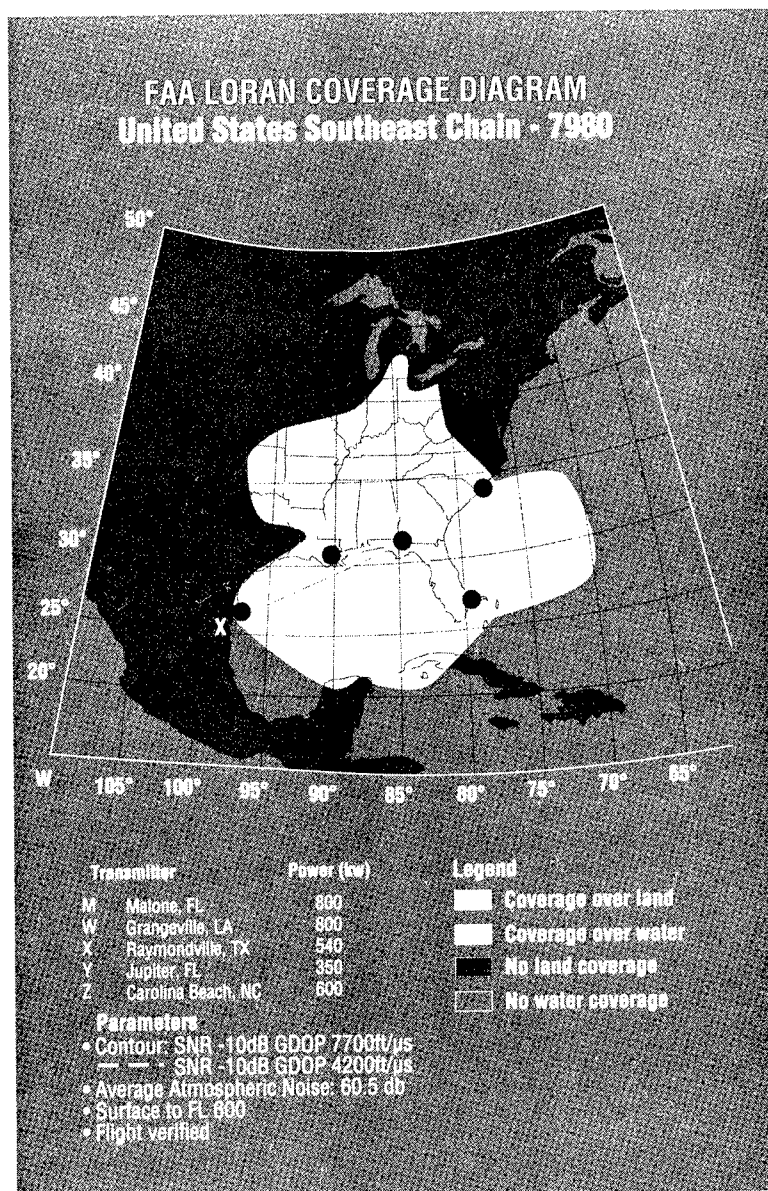 FAA LORAN COVERAGE DIAGRAM
United States Southeast Chain - 7980
50°
45°
40°
35°
30°
25°
X
20°
W 105° 100° 95° 90° 85° 80° 75° 70° 65°
Transmitter Power (kw)
M Malone, FL 800
W Grangeville, LA 800
X Raymondville, TX 540
Y Jupiter, FL 350
Z Carolina Beach, NC 600
Legend
Coverage over land
Coverage over water
No land coverage
No water coverage
Parameters
• Contour: SNR -10dB GDOP 7700ft/µs
— — — - SNR -10dB GDOP 4200ft/µs
• Average Atmospheric Noise: 60.5 db
• Surface to FL 600
• Flight verified